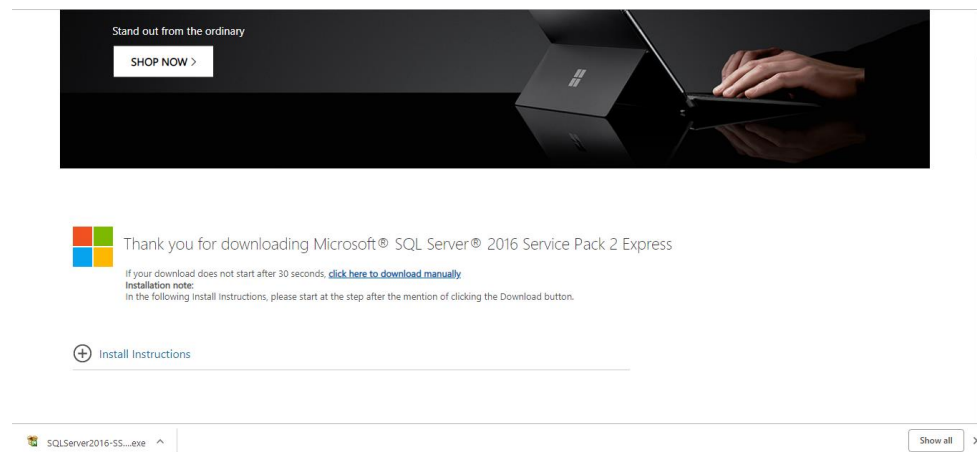 Stand out from the ordinary
SHOP NOW >
Thank you for downloading Microsoft® SQL Server® 2016 Service Pack 2 Express
If your download does not start after 30 seconds, click here to download manually
Installation note:
In the following Install Instructions, please start at the step after the mention of clicking the Download button.
Install Instructions
SQLServer2016-SS....exe
Show all